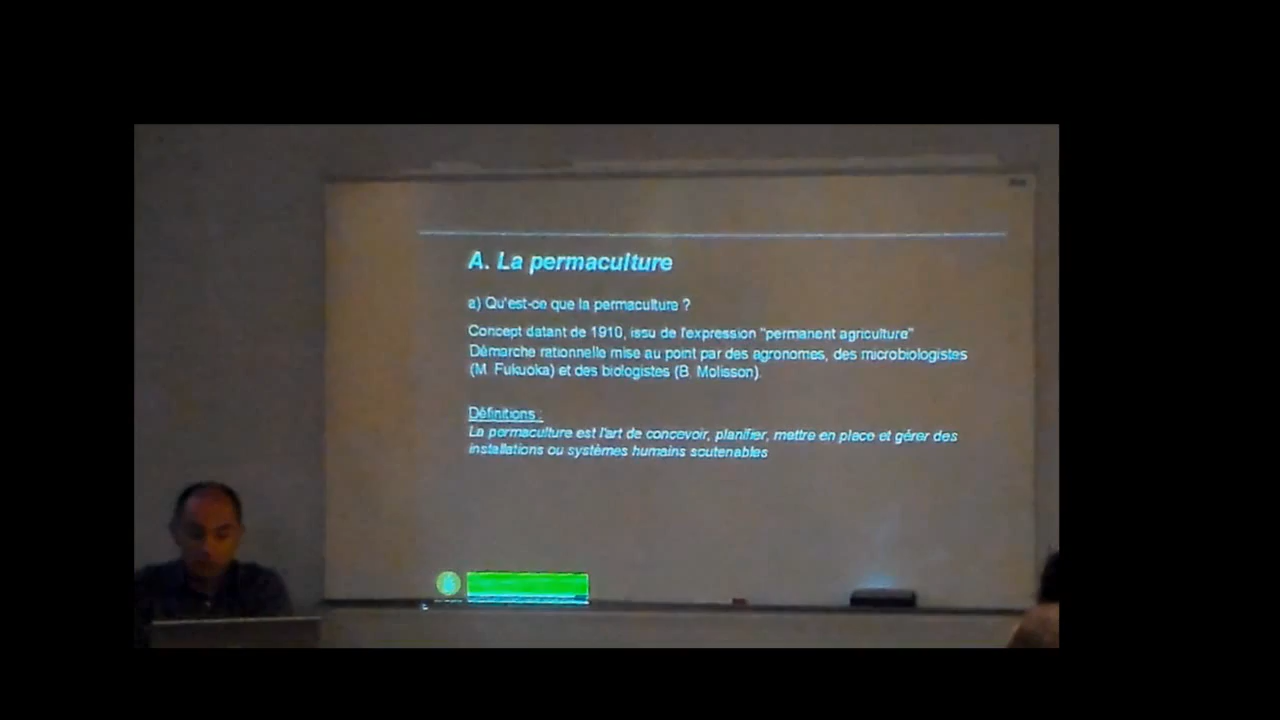 A. La permaculture
a) Qu'est-ce que la permaculture ?
Concept datant de 1910, issu de l'expression "permanent agriculture"
Démarche rationnelle mise au point par des agronomes, des microbiologistes
(M. Fukuoka) et des biologistes (B. Molisson).
Définitions :
La permaculture est l'art de concevoir, planifier, mettre en place et gérer des
installations ou systèmes humains soutenables